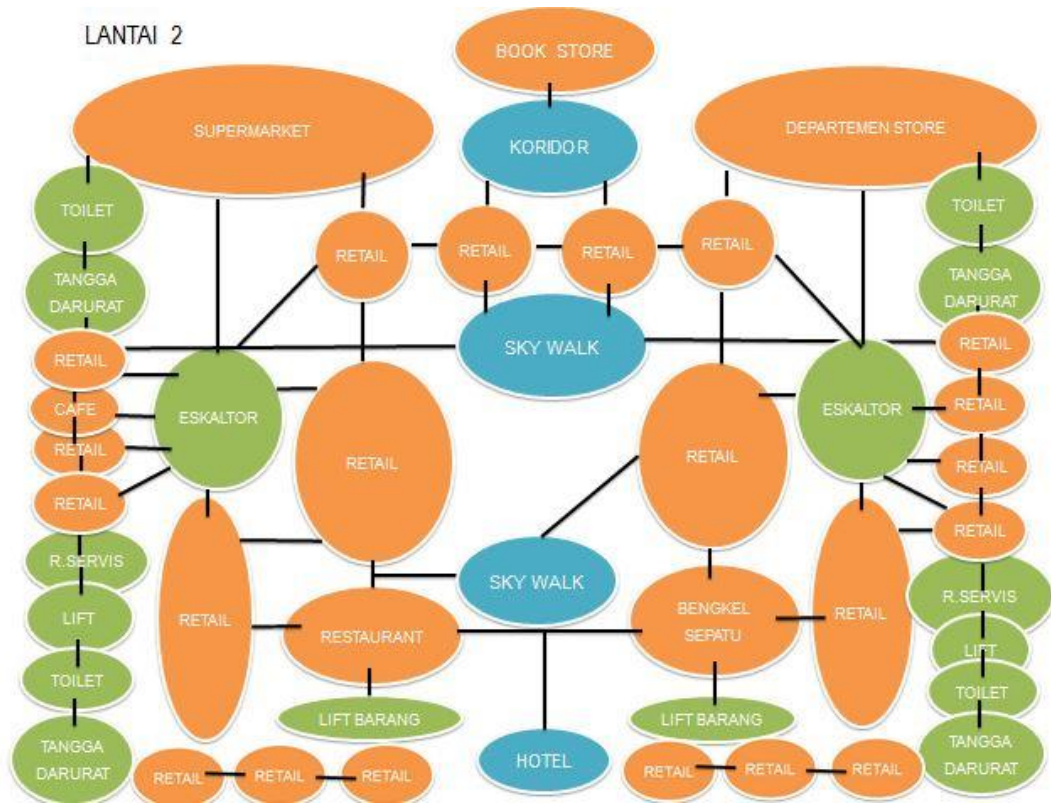 LANTAI 2
BOOK STORE
SUPERMARKET
DEPARTEMEN STORE
KORIDOR
TOILET
TOILET
RETAIL
RETAIL
RETAIL
RETAIL
TANGGA
DARURAT
TANGGA
DARURAT
RETAIL
SKY WALK
RETAIL
CAFE
ESKALTOR
ESKALTOR
RETAIL
RETAIL
RETAIL
RETAIL
RETAIL
RETAIL
RETAIL
RETAIL
R.SERVIS
SKY WALK
R.SERVIS
LIFT
RETAIL
RESTAURANT
BENGKEL
SEPATU
RETAIL
LIFT
TOILET
TOILET
LIFT BARANG
LIFT BARANG
TANGGA
DARURAT
HOTEL
TANGGA
DARURAT
RETAIL
RETAIL
RETAIL
RETAIL
RETAIL
RETAIL